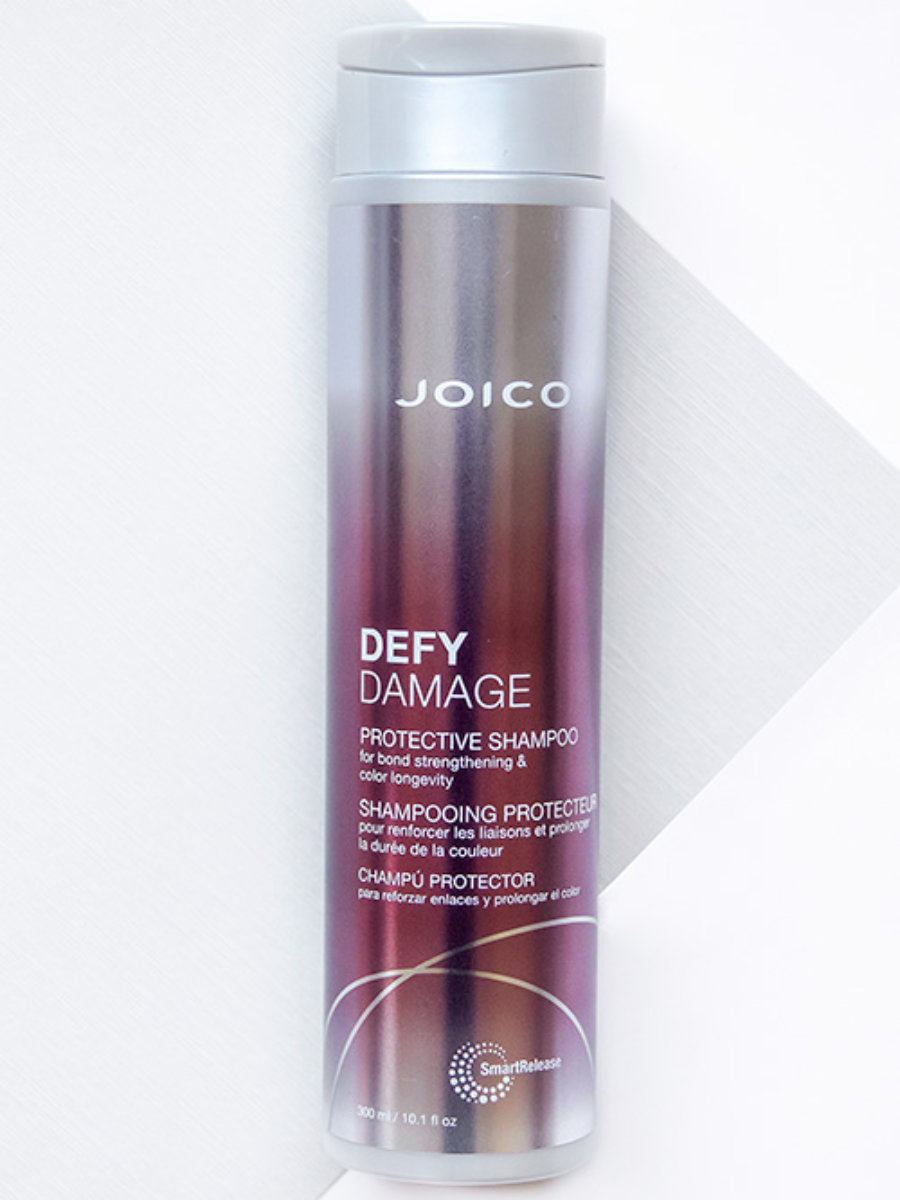 JOICO
DEFY
DAMAGE
PROTECTIVE SHAMPOO
for bond strengthening &
color longevity
SHAMPOOING PROTECTEUR
pour renforcer les liaisons et prolonger
la durée de la couleur
CHAMPÚ PROTECTOR
para reforzar enlaces y prolongar el color
SmartRelease
300 ml / 10.1 fl oz